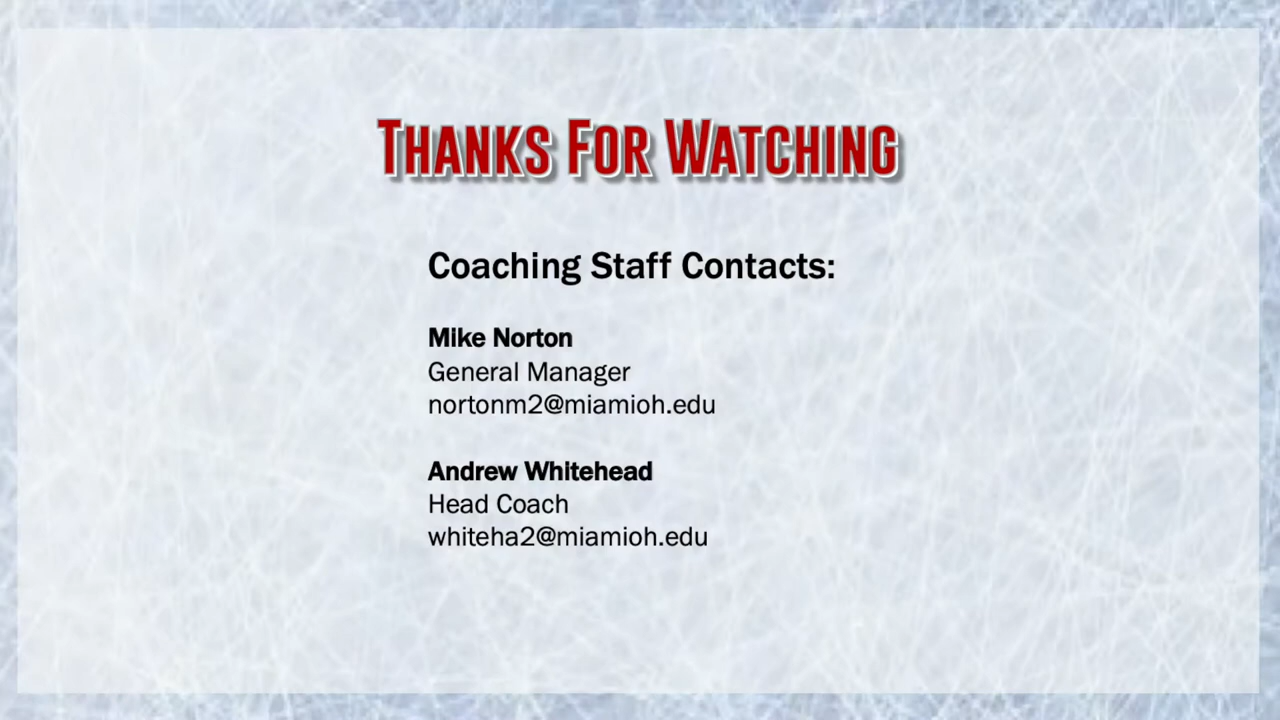 Thanks For Watching
Coaching Staff Contacts:
Mike Norton
General Manager
nortonm2@miamioh.edu
Andrew Whitehead
Head Coach
whiteha2@miamioh.edu